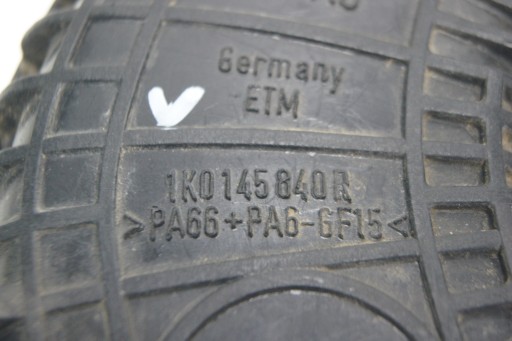 Germany
ETM
1K0145840R
>PA66+PA6-GF15<